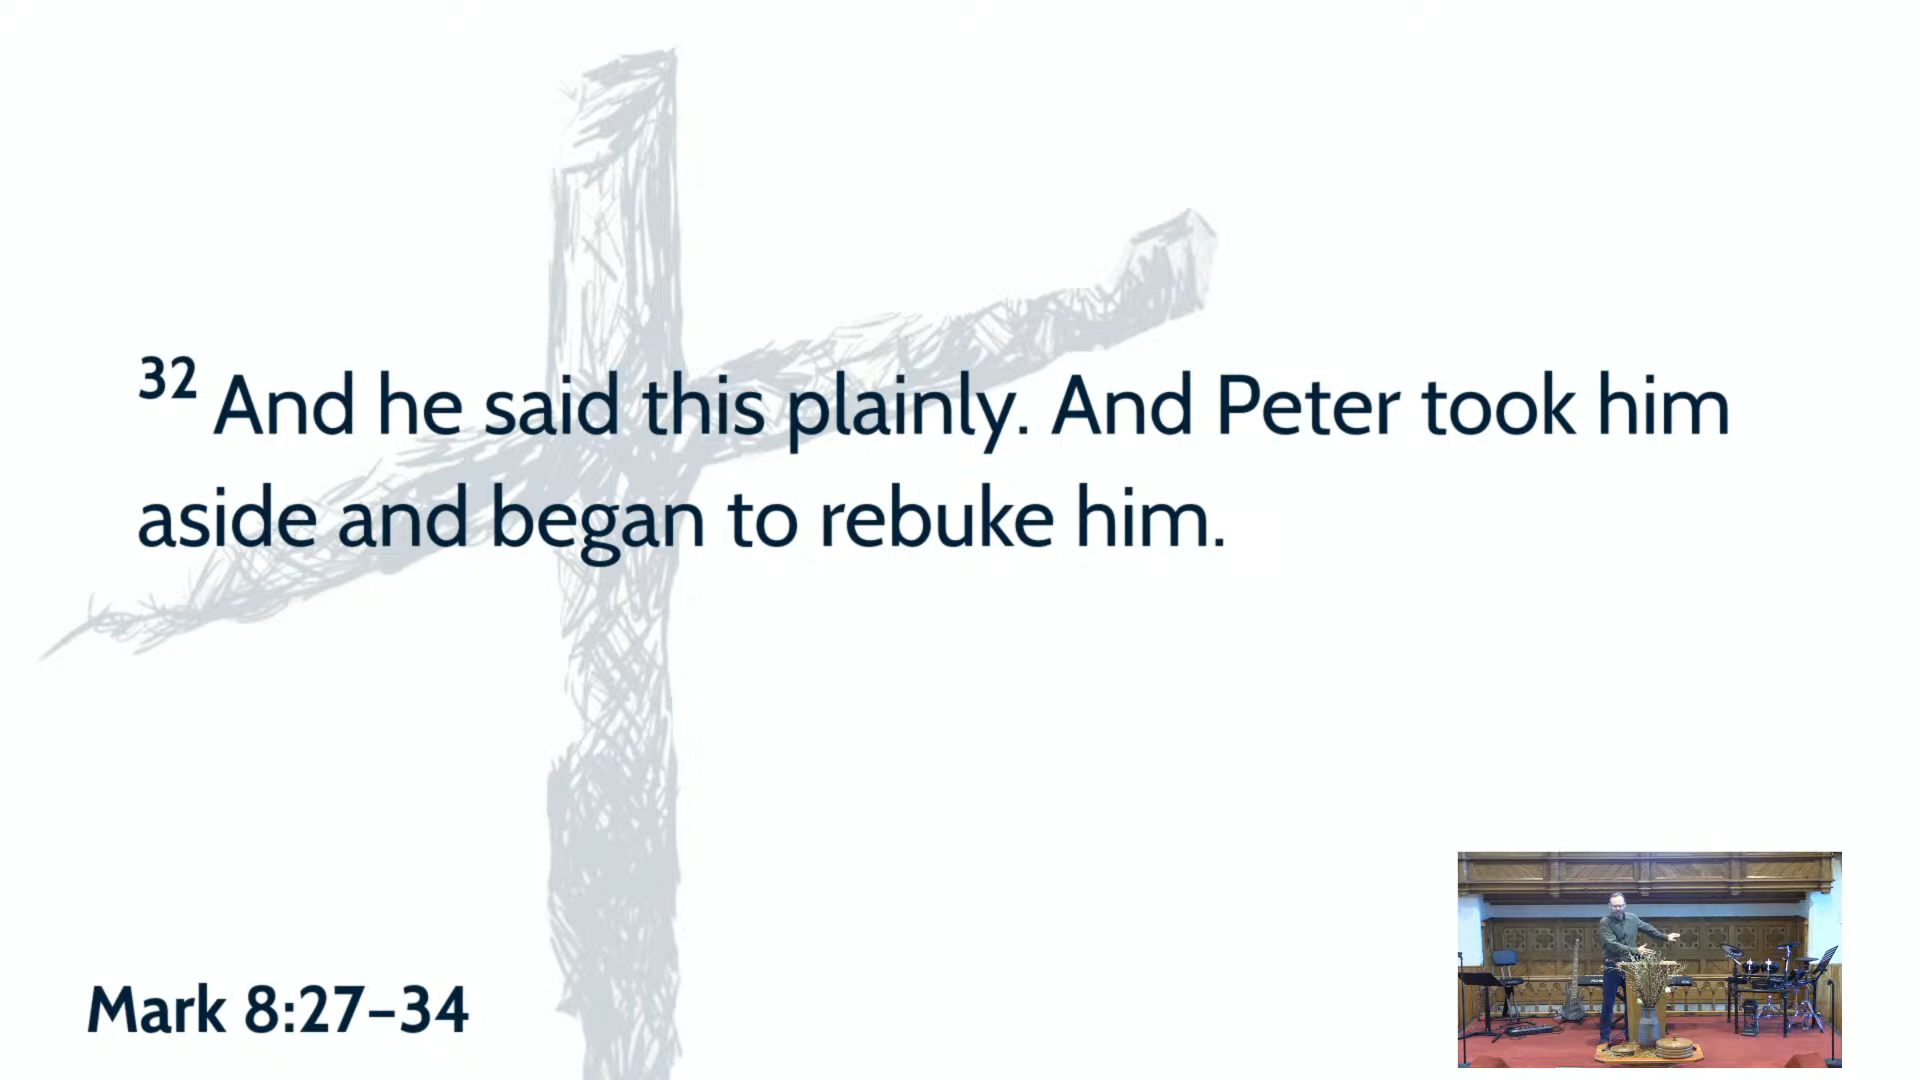 32 And he said this plainly. And Peter took him
aside and began to rebuke him.
Mark 8:27–34